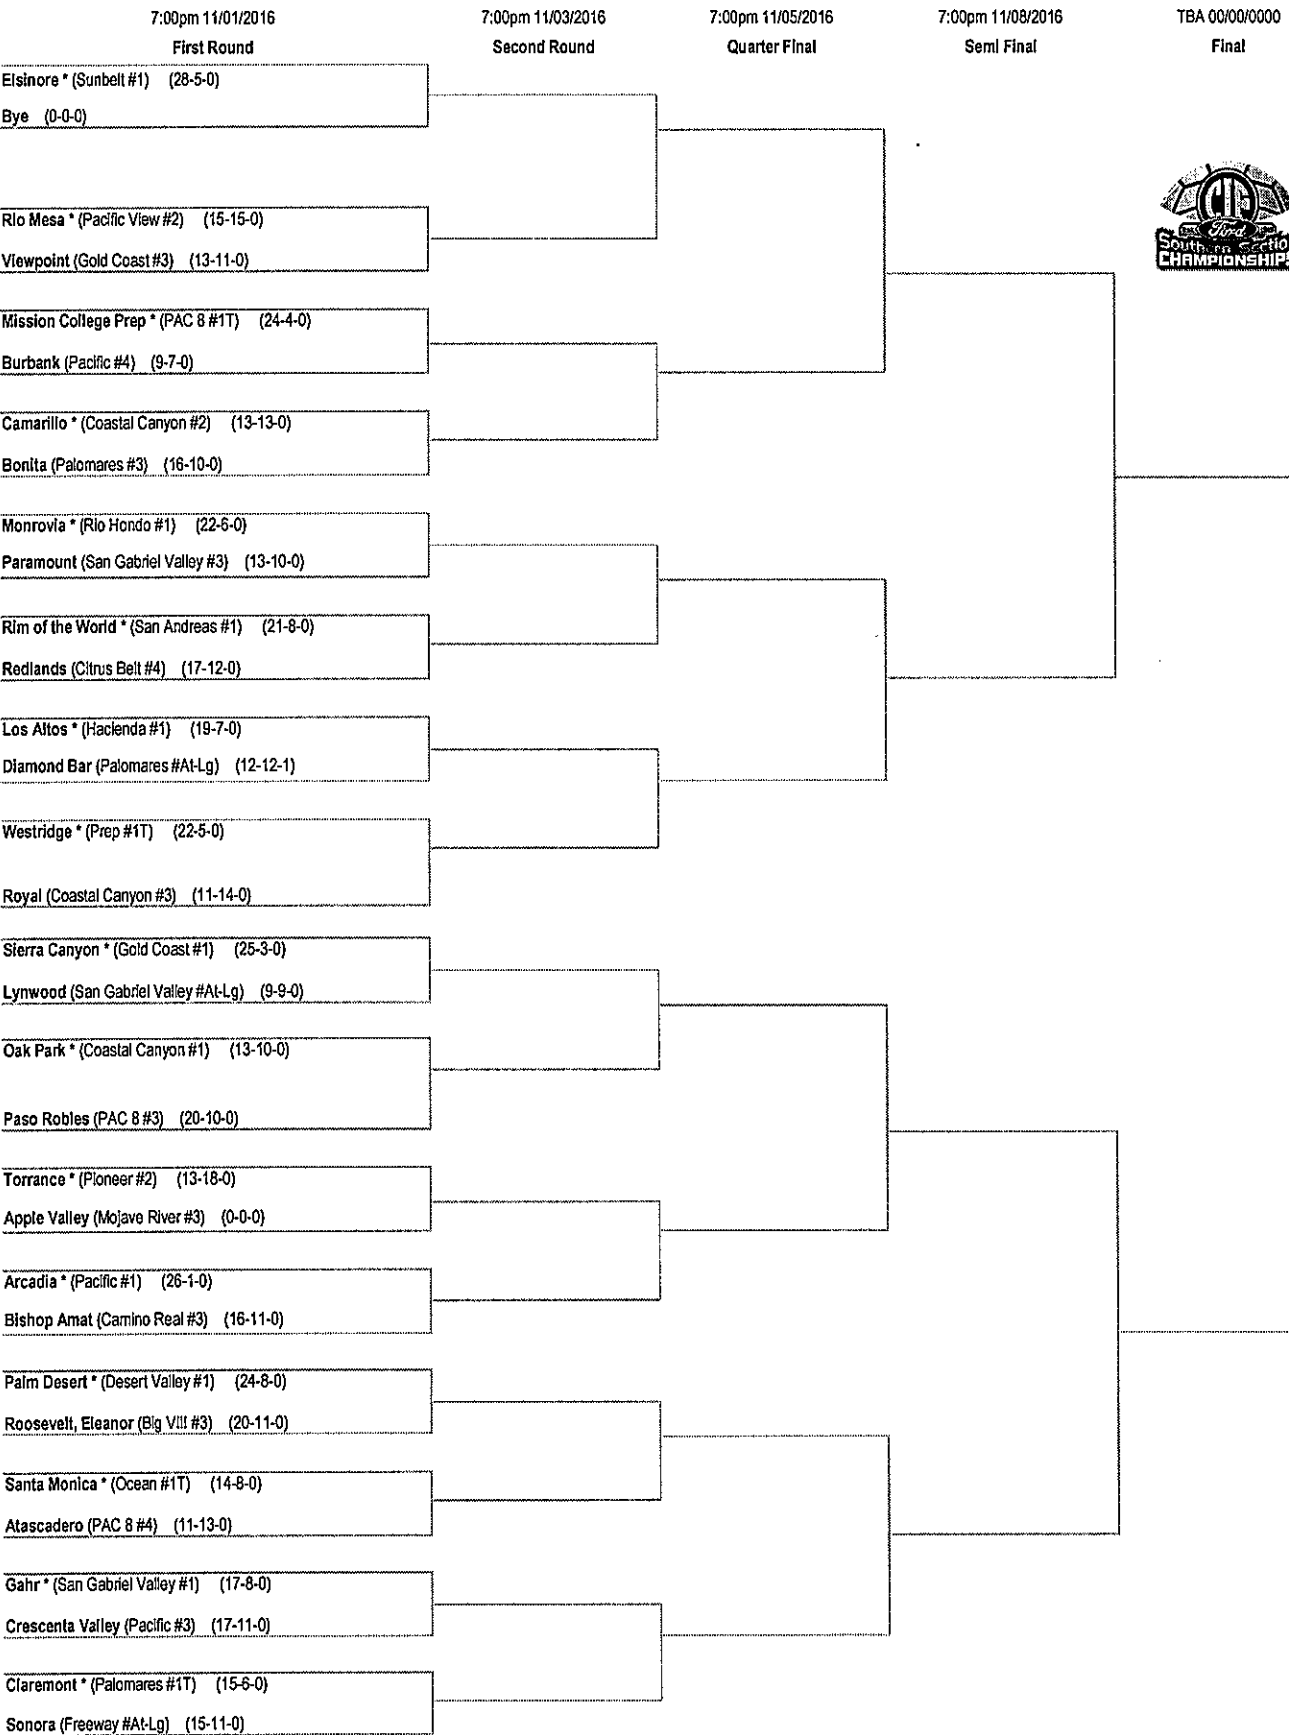 7:00pm 11/01/2016 7:00pm 11/03/2016 7:00pm 11/05/2016 7:00pm 11/08/2016 TBA 00/00/0000
First Round Second Round Quarter Final Semi Final Final
Elsinore * (Sunbelt #1) (28-5-0)
Bye (0-0-0)
CIF
Ford
Southern Section
CHAMPIONSHIPS
Rio Mesa * (Pacific View #2) (15-15-0)
Viewpoint (Gold Coast #3) (13-11-0)
Mission College Prep * (PAC 8 #1T) (24-4-0)
Burbank (Pacific #4) (9-7-0)
Camarillo * (Coastal Canyon #2) (13-13-0)
Bonita (Palomares #3) (16-10-0)
Monrovia * (Rio Hondo #1) (22-6-0)
Paramount (San Gabriel Valley #3) (13-10-0)
Rim of the World * (San Andreas #1) (21-8-0)
Redlands (Citrus Belt #4) (17-12-0)
Los Altos * (Hacienda #1) (19-7-0)
Diamond Bar (Palomares #At-Lg) (12-12-1)
Westridge * (Prep #1T) (22-5-0)
Royal (Coastal Canyon #3) (11-14-0)
Sierra Canyon * (Gold Coast #1) (25-3-0)
Lynwood (San Gabriel Valley #At-Lg) (9-9-0)
Oak Park * (Coastal Canyon #1) (13-10-0)
Paso Robles (PAC 8 #3) (20-10-0)
Torrance * (Pioneer #2) (13-18-0)
Apple Valley (Mojave River #3) (0-0-0)
Arcadia * (Pacific #1) (26-1-0)
Bishop Amat (Camino Real #3) (16-11-0)
Palm Desert * (Desert Valley #1) (24-8-0)
Roosevelt, Eleanor (Big VIII #3) (20-11-0)
Santa Monica * (Ocean #1T) (14-8-0)
Atascadero (PAC 8 #4) (11-13-0)
Gahr * (San Gabriel Valley #1) (17-8-0)
Crescenta Valley (Pacific #3) (17-11-0)
Claremont * (Palomares #1T) (15-6-0)
Sonora (Freeway #At-Lg) (15-11-0)